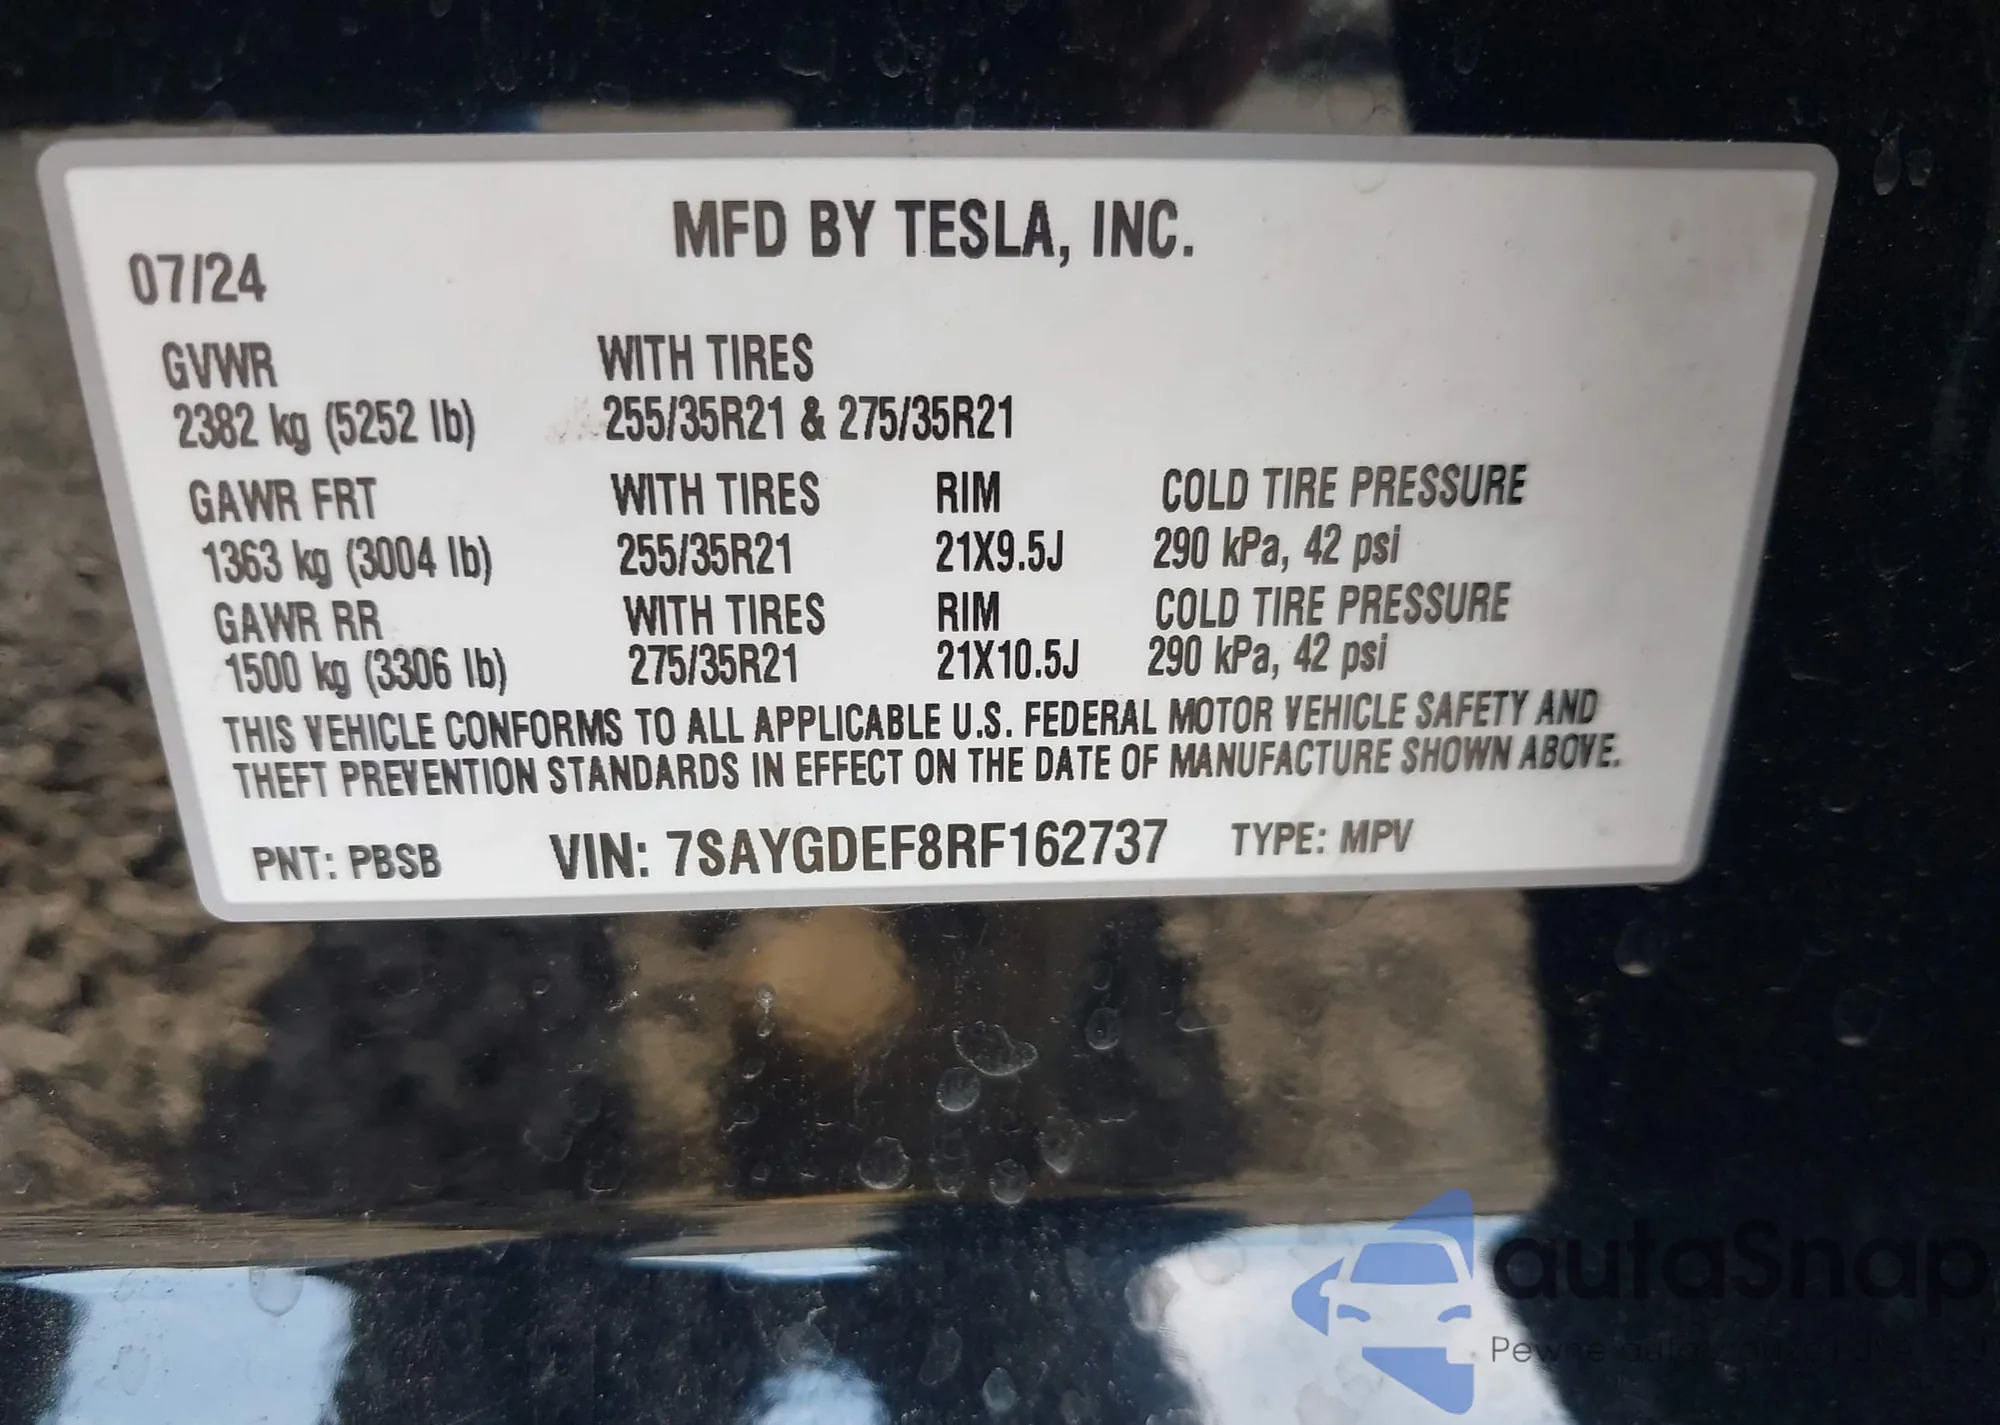 MFD BY TESLA, INC.
07/24
GVWR WITH TIRES
2382 kg (5252 lb) 255/35R21 & 275/35R21
GAWR FRT WITH TIRES RIM COLD TIRE PRESSURE
1363 kg (3004 lb) 255/35R21 21X9.5J 290 kPa, 42 psi
GAWR RR WITH TIRES RIM COLD TIRE PRESSURE
1500 kg (3306 lb) 275/35R21 21X10.5J 290 kPa, 42 psi
THIS VEHICLE CONFORMS TO ALL APPLICABLE U.S. FEDERAL MOTOR VEHICLE SAFETY AND
THEFT PREVENTION STANDARDS IN EFFECT ON THE DATE OF MANUFACTURE SHOWN ABOVE.
PNT: PBSB VIN: 7SAYGDEF8RF162737 TYPE: MPV
autaSnap
Pewne auta